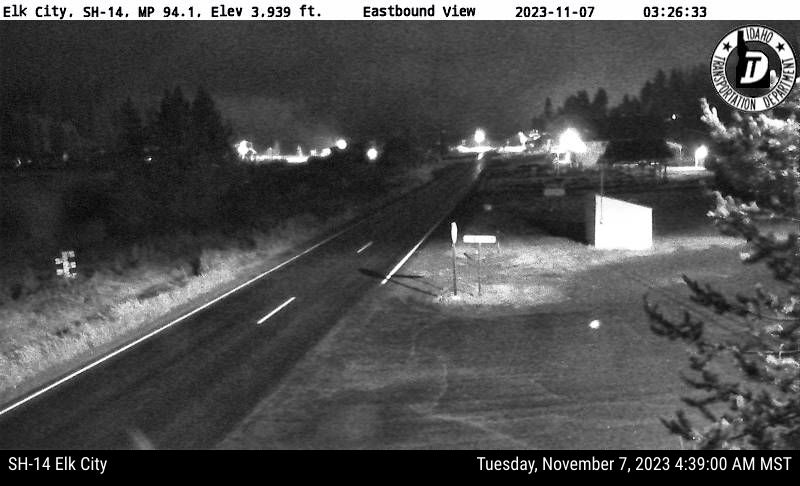 Elk City, SH-14, MP 94.1, Elev 3,939 ft. Eastbound View 2023-11-07 03:26:33
IDAHO
TRANSPORTATION DEPARTMENT
SH-14 Elk City Tuesday, November 7, 2023 4:39:00 AM MST